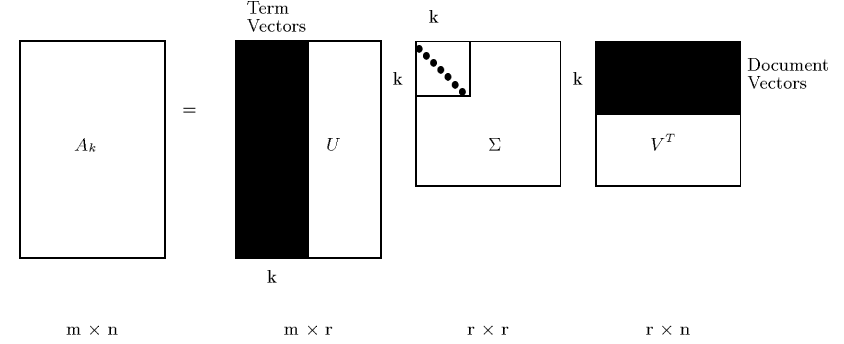 Term
Vectors
k
k
k
Document
Vectors
=
A_k
U
Σ
V^T
k
m × n
m × r
r × r
r × n